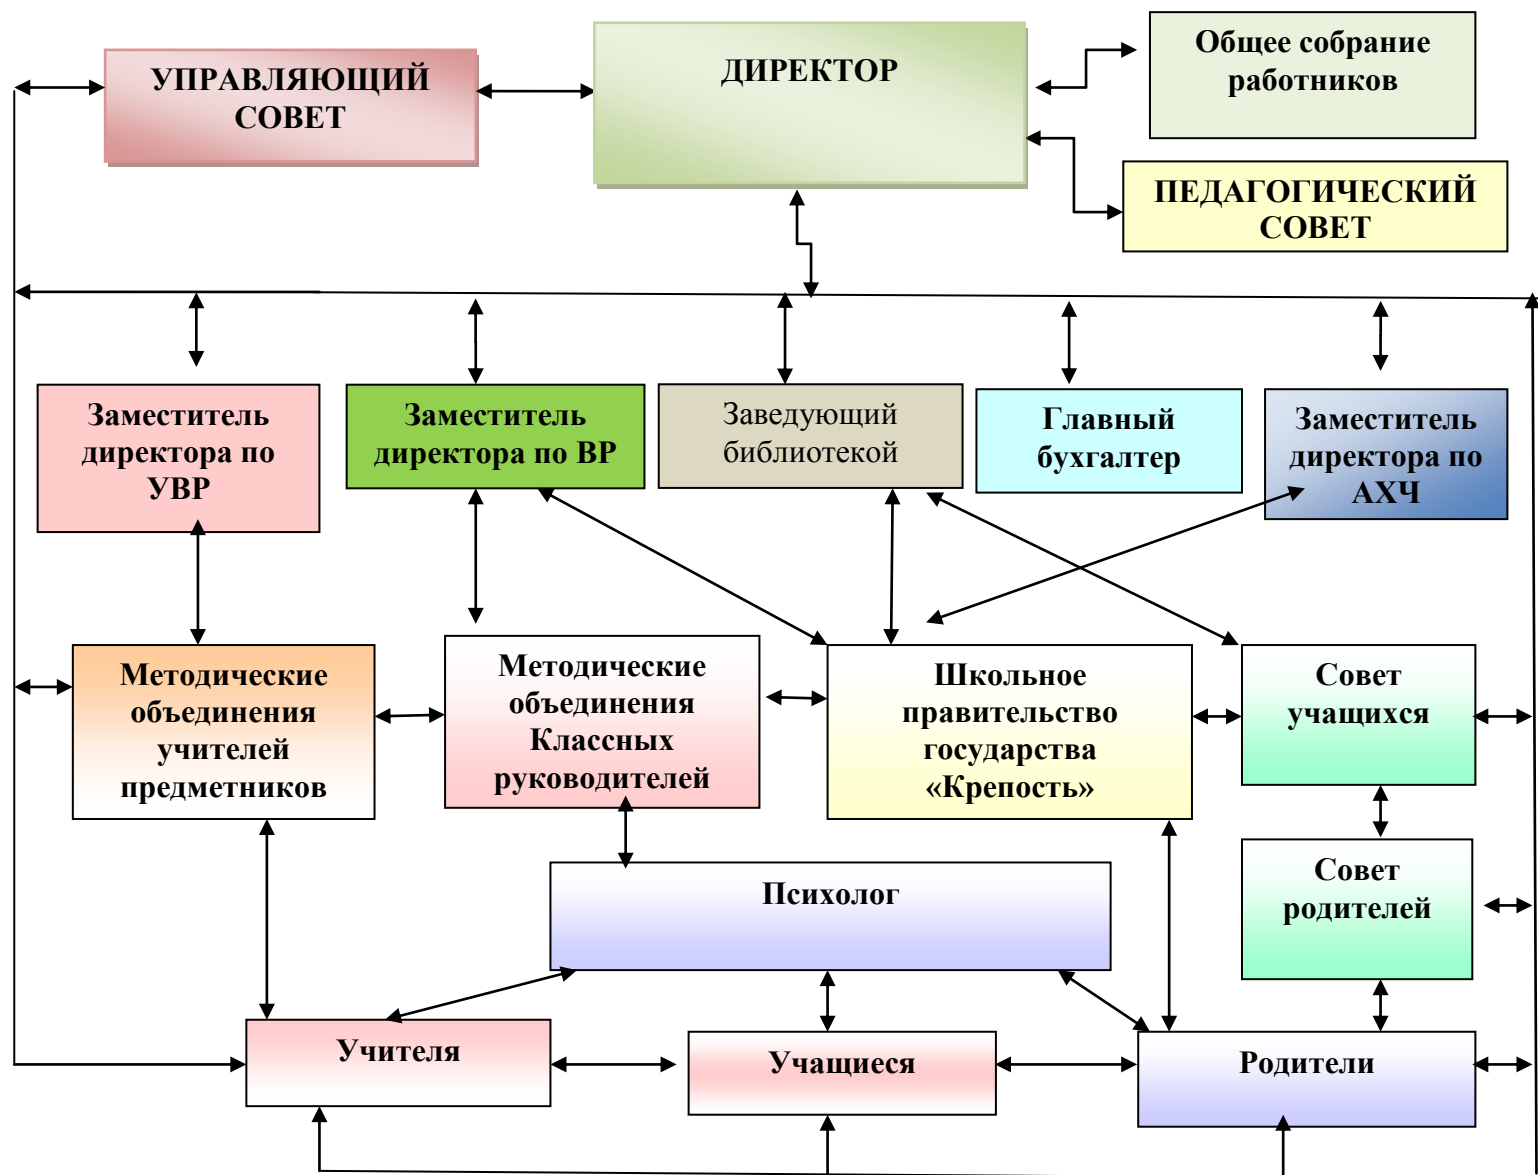 УПРАВЛЯЮЩИЙ
СОВЕТ
ДИРЕКТОР
Общее собрание
работников
ПЕДАГОГИЧЕСКИЙ
СОВЕТ
Заместитель
директора по
УВР
Заместитель
директора по ВР
Заведующий
библиотекой
Главный
бухгалтер
Заместитель
директора по
АХЧ
Методические
объединения
учителей
предметников
Методические
объединения
Классных
руководителей
Школьное
правительство
государства
«Крепость»
Совет
учащихся
Психолог
Совет
родителей
Учителя
Учащиеся
Родители